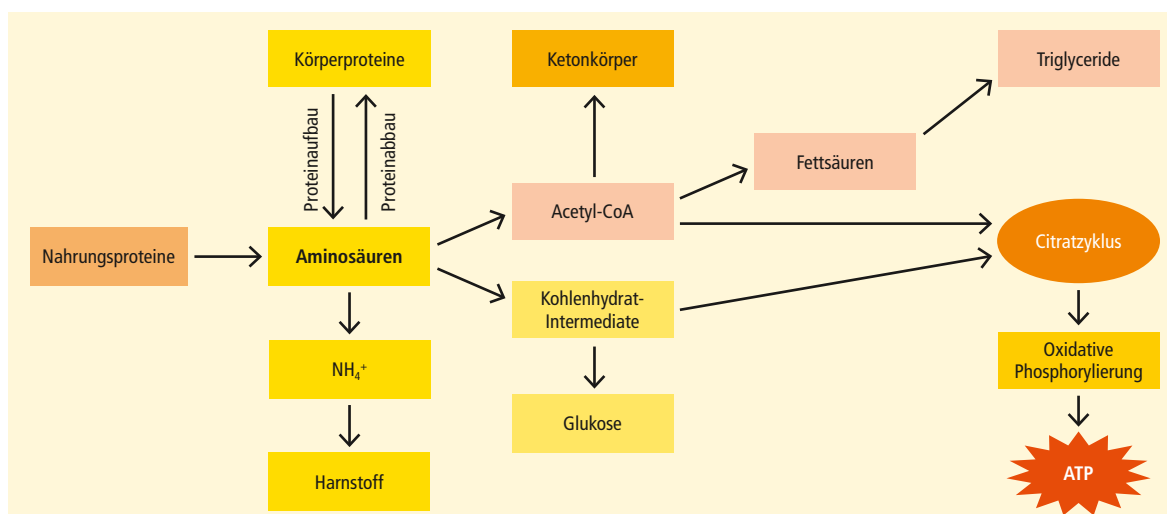 Körperproteine
Ketonkörper
Triglyceride
Proteinaufbau
Proteinabbau
Fettsäuren
Acetyl-CoA
Nahrungsproteine
Aminosäuren
Citratzyklus
Kohlenhydrat-
Intermediate
NH₄⁺
Oxidative
Phosphorylierung
Glukose
Harnstoff
ATP